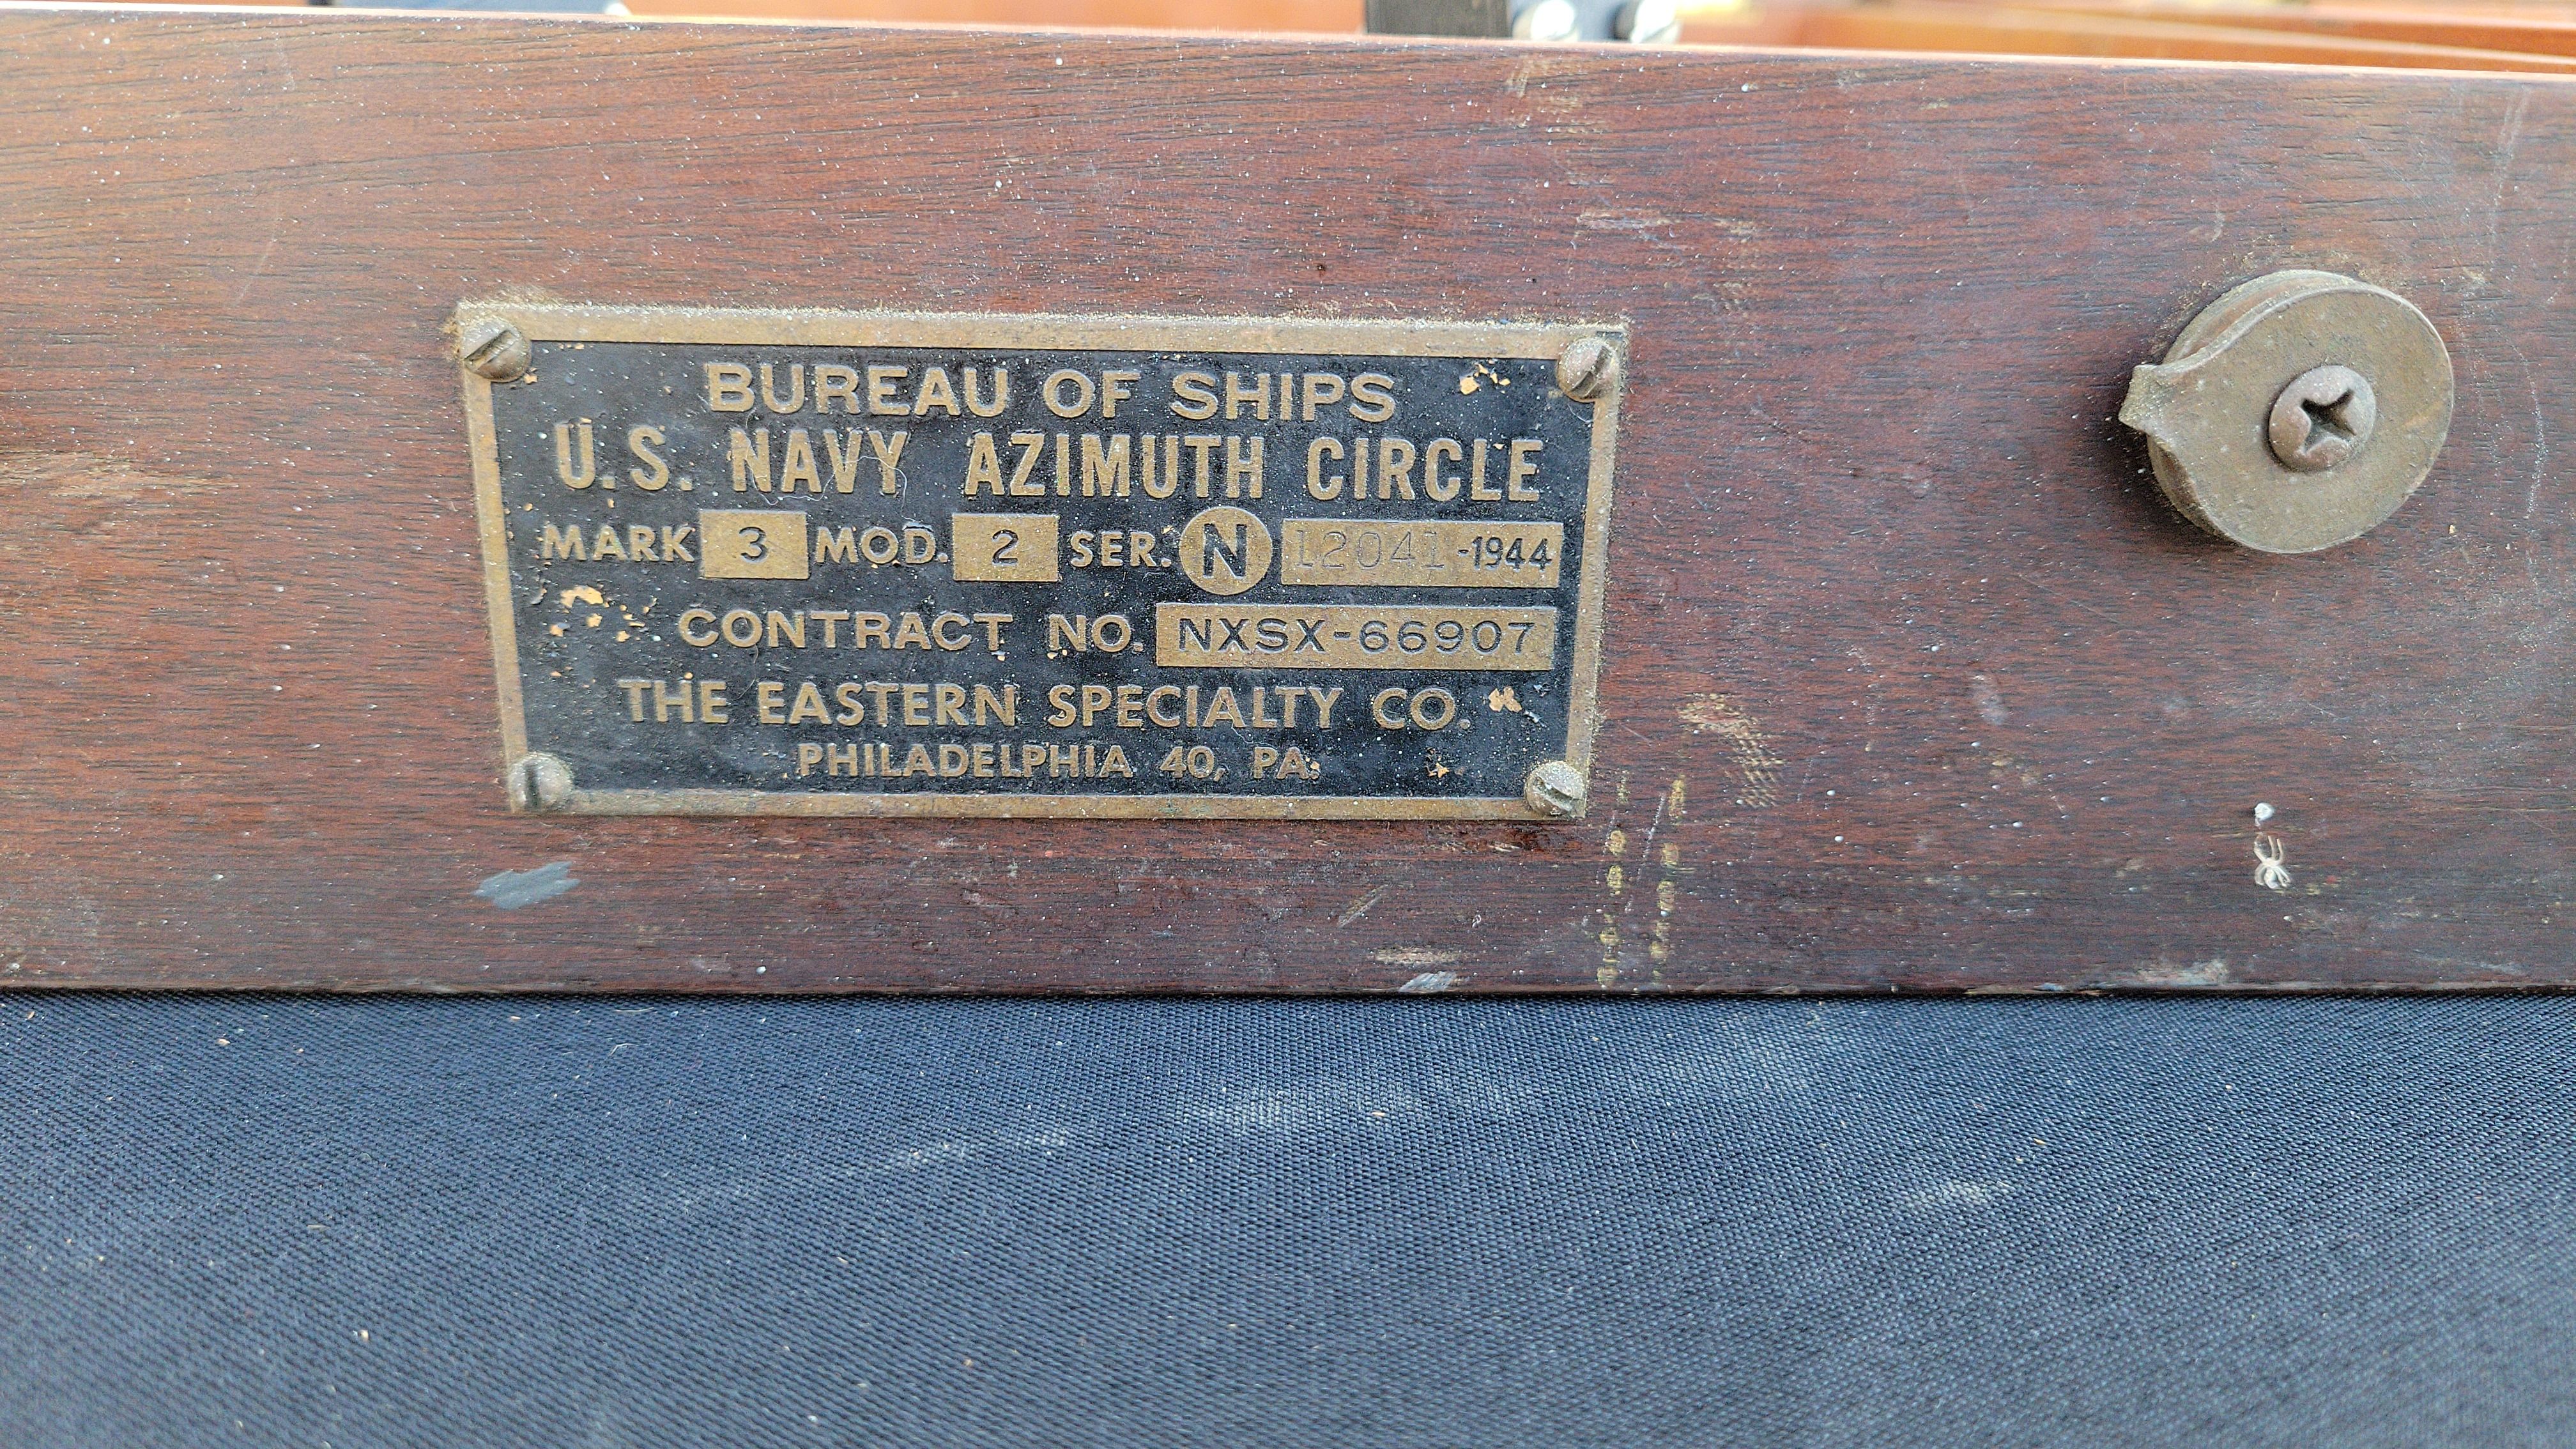 BUREAU OF SHIPS
U.S. NAVY AZIMUTH CIRCLE
MARK 3 MOD. 2 SER. N 12041-1944
CONTRACT NO. NXSX-66907
THE EASTERN SPECIALTY CO.
PHILADELPHIA 40, PA.